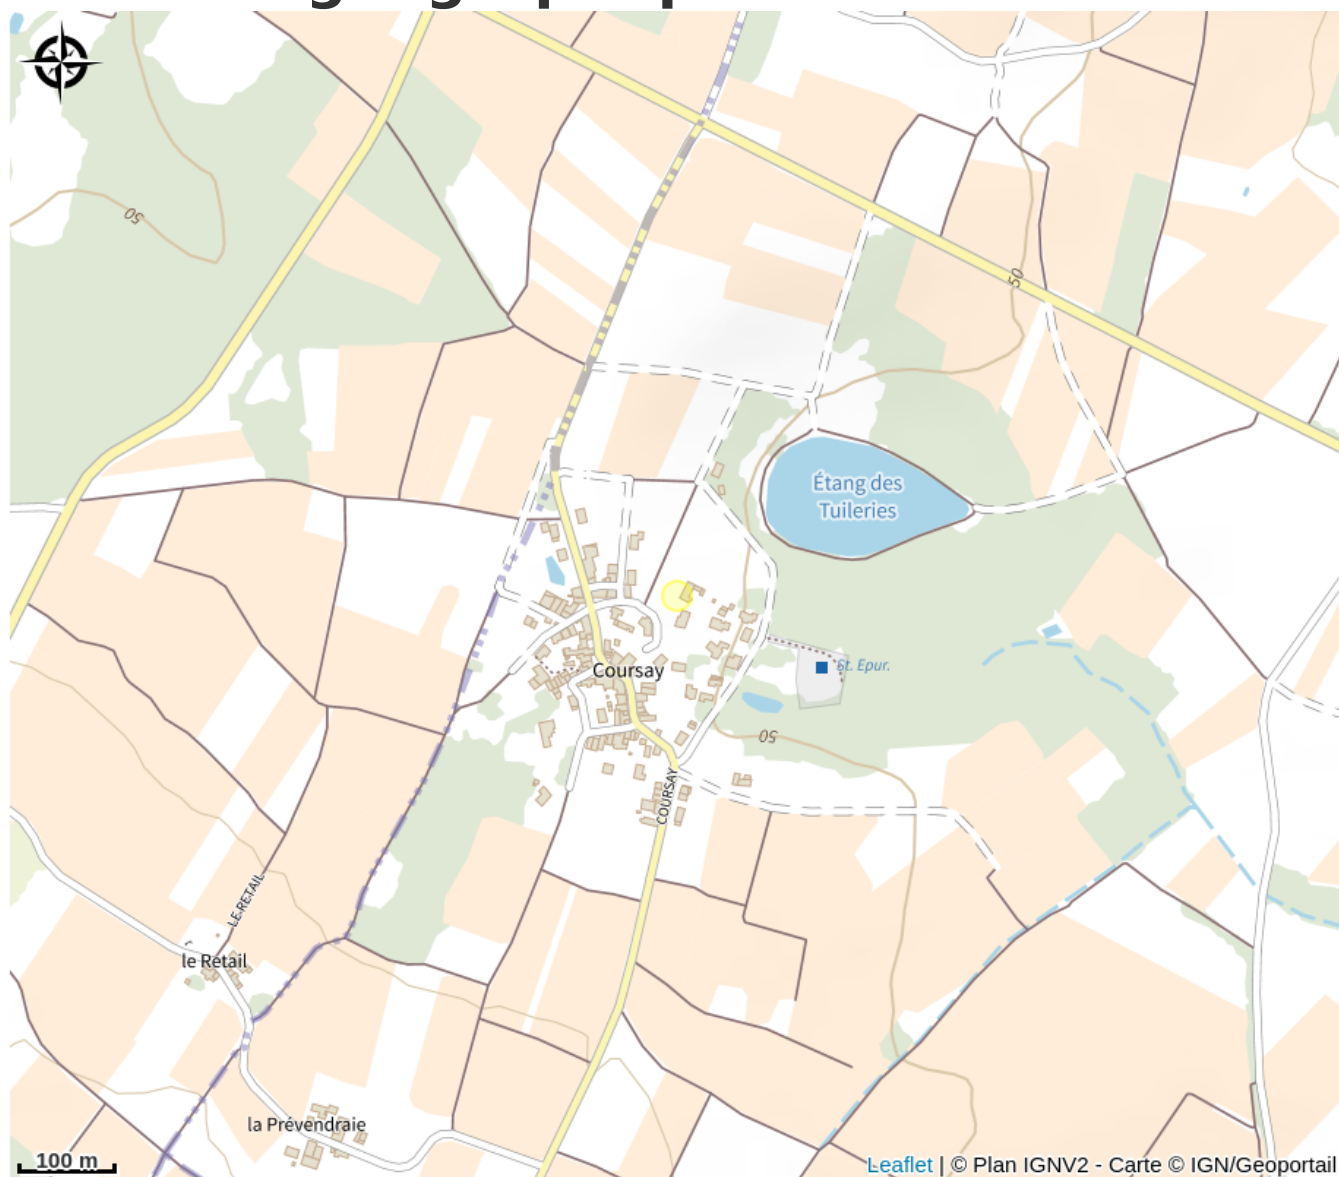 50
50
Étang des
Tuileries
St. Epur.
Coursay
50
COURSAY
LE RETAIL
le Retail
la Prévendraie
100 m
Leaflet | © Plan IGNV2 - Carte © IGN/Geoportail